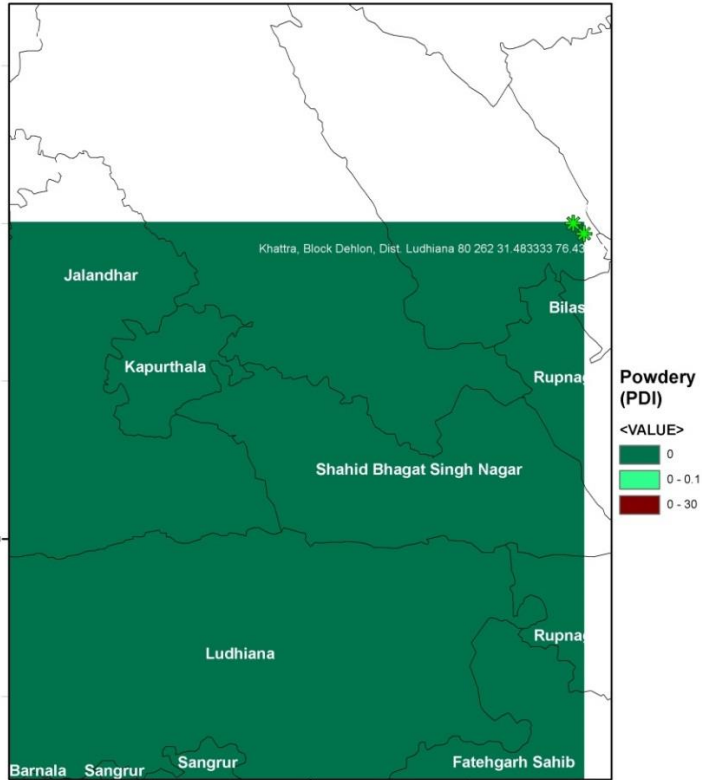 Khattra, Block Dehlon, Dist. Ludhiana 80 262 31.483333 76.43
Jalandhar
Bilas
Kapurthala
Rupnag
Shahid Bhagat Singh Nagar
Rupnag
Ludhiana
Barnala
Sangrur
Sangrur
Fatehgarh Sahib
Powdery
(PDI)
<VALUE>
0
0 - 0.1
0 - 30